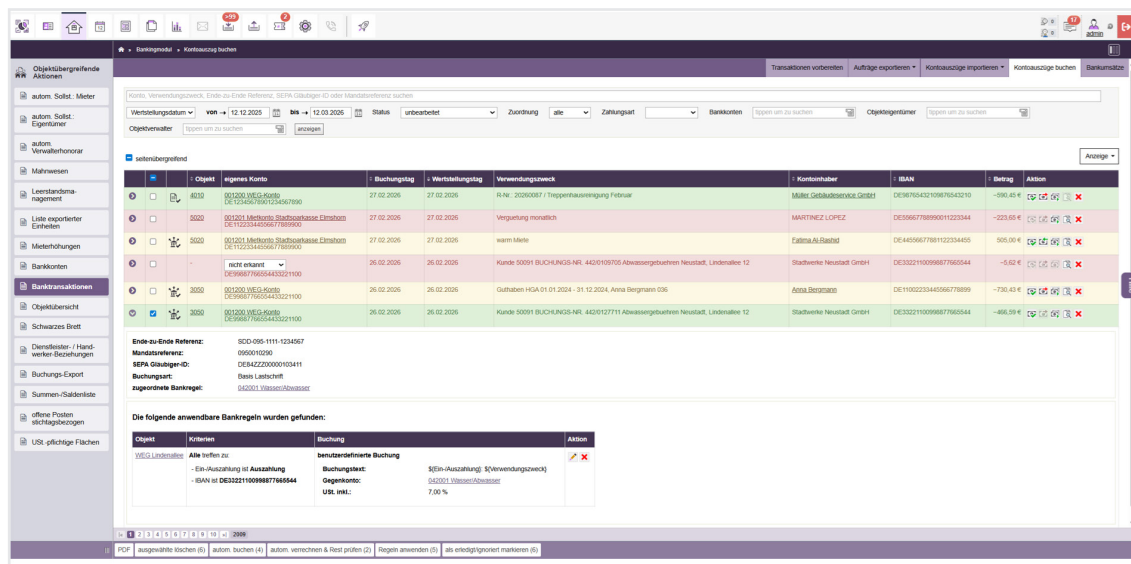 >99
2
0
0
17
admin
Bankingmodul
Kontoauszug buchen
Objektübergreifende Aktionen
Transaktionen vorbereiten
Aufträge exportieren
Kontoauszüge importieren
Kontoauszüge buchen
Bankumsätze
autom. Sollst.: Mieter
autom. Sollst.: Eigentümer
autom. Verwalterhonorar
Mahnwesen
Leerstandsma-
nagement
Liste exportierter Einheiten
Mieterhöhungen
Bankkonten
Banktransaktionen
Objektübersicht
Schwarzes Brett
Dienstleister- / Hand-
werker-Beziehungen
Buchungs-Export
Summen-/Saldenliste
offene Posten stichtagsbezogen
USt.-pflichtige Flächen
Konto, Verwendungszweck, Ende-zu-Ende Referenz, SEPA Gläubiger-ID oder Mandatsreferenz suchen
Wertstellungsdatum von → 12.12.2025 bis → 12.03.2026 Status unbearbeitet Zuordnung alle Zahlungsart Bankkonten tippen um zu suchen Objekteigentümer tippen um zu suchen
Objektverwalter tippen um zu suchen anzeigen
seitenübergreifend
Anzeige
Objekt eigenes Konto Buchungstag Wertstellungstag Verwendungszweck Kontoinhaber IBAN Betrag Aktion
4010 001200 WEG-Konto 27.02.2026 27.02.2026 R-Nr.: 20260087 / Treppenhausreinigung Februar Müller Gebäudeservice GmbH DE98765432109876543210 −590,45 €
DE12345678901234567890
5020 001201 Mietkonto Stadtsparkasse Elmshorn 27.02.2026 27.02.2026 Verguetung monatlich MARTINEZ LOPEZ DE55667788990011223344 −223,65 €
DE11223344556677889900
5020 001201 Mietkonto Stadtsparkasse Elmshorn 27.02.2026 27.02.2026 warm Miete Fatima Al-Rashid DE44556677881122334455 505,00 €
DE11223344556677889900
- nicht erkannt 26.02.2026 26.02.2026 Kunde 50091 BUCHUNGS-NR. 442/0109705 Abwassergebuehren Neustadt, Lindenallee 12 Stadtwerke Neustadt GmbH DE33221100998877665544 −5,62 €
DE99887766554433221100
3050 001200 WEG-Konto 26.02.2026 26.02.2026 Guthaben HGA 01.01.2024 - 31.12.2024, Anna Bergmann 036 Anna Bergmann DE11002233445566778899 −730,43 €
DE99887766554433221100
3050 001200 WEG-Konto 26.02.2026 26.02.2026 Kunde 50091 BUCHUNGS-NR. 442/0127711 Abwassergebuehren Neustadt, Lindenallee 12 Stadtwerke Neustadt GmbH DE33221100998877665544 −466,59 €
DE99887766554433221100
Ende-zu-Ende Referenz: SDD-095-1111-1234567
Mandatsreferenz: 0950010290
SEPA Gläubiger-ID: DE84ZZZ00000103411
Buchungsart: Basis Lastschrift
zugeordnete Bankregel: 042001 Wasser/Abwasser
Die folgende anwendbare Bankregeln wurden gefunden:
Objekt Kriterien Buchung Aktion
WEG Lindenallee Alle treffen zu: benutzerdefinierte Buchung
- Ein-/Auszahlung ist Auszahlung Buchungstext: ${Ein-/Auszahlung}: ${Verwendungszweck}
- IBAN ist DE33221100998877665544 Gegenkonto: 042001 Wasser/Abwasser
USt. inkl.: 7,00 %
1 2 3 4 5 6 7 8 9 10 2009
PDF ausgewählte löschen (6) autom. buchen (4) autom. verrechnen & Rest prüfen (2) Regeln anwenden (5) als erledigt/ignoriert markieren (6)